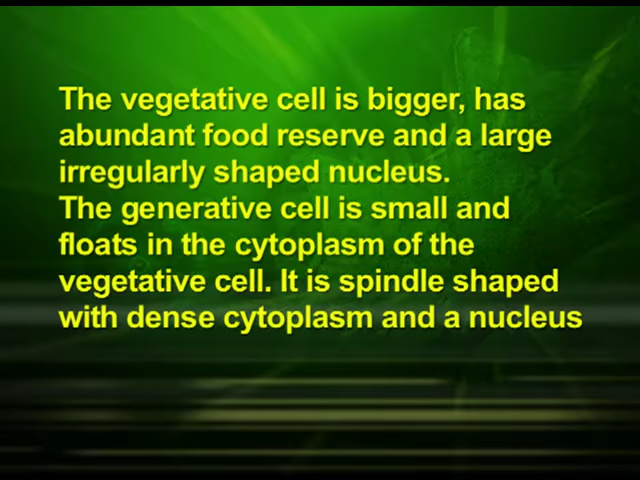 The vegetative cell is bigger, has
abundant food reserve and a large
irregularly shaped nucleus.
The generative cell is small and
floats in the cytoplasm of the
vegetative cell. It is spindle shaped
with dense cytoplasm and a nucleus